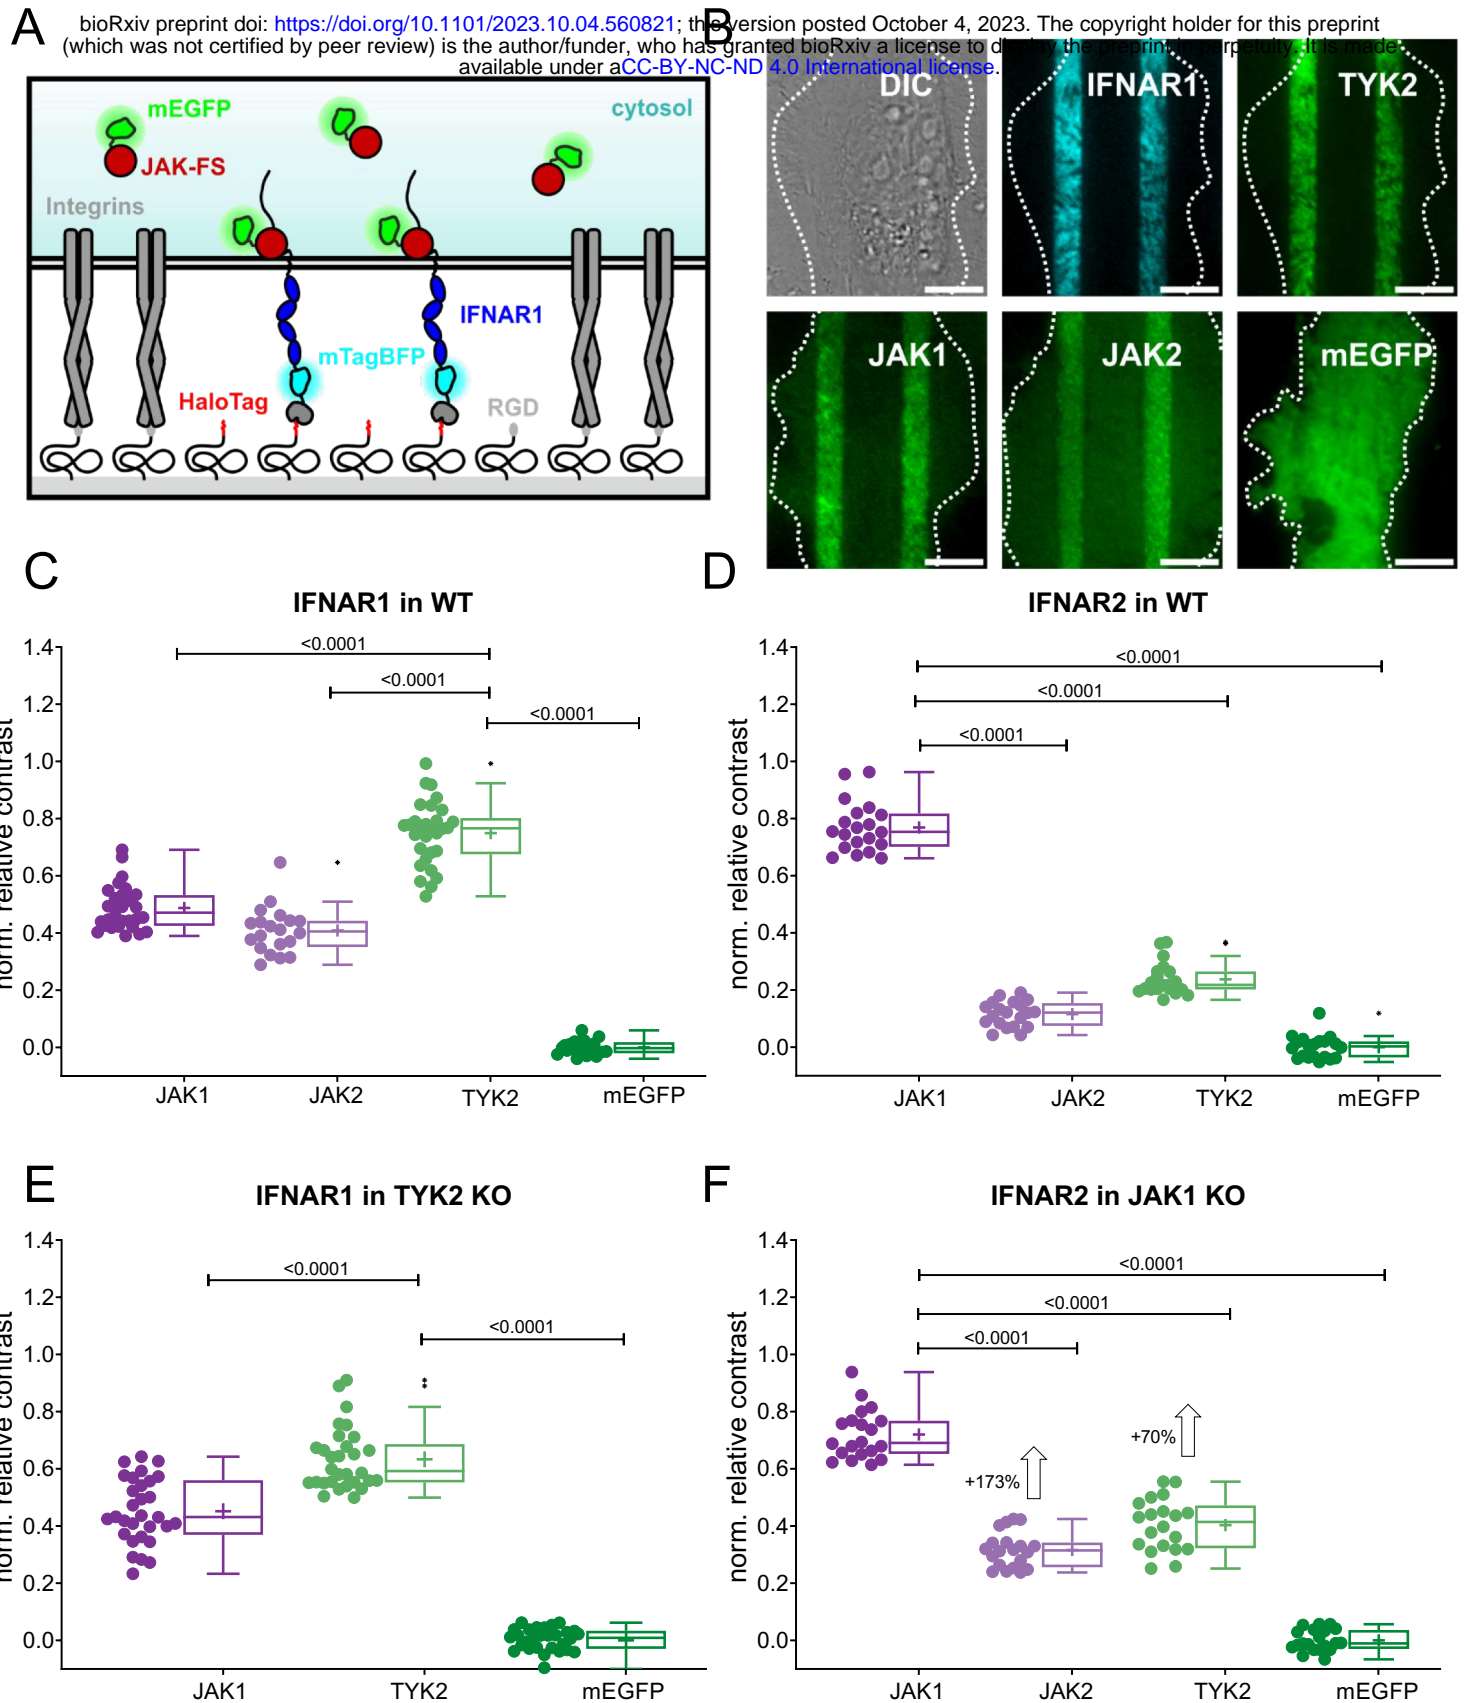 A
B
bioRxiv preprint doi: https://doi.org/10.1101/2023.10.04.560821; this version posted October 4, 2023. The copyright holder for this preprint
(which was not certified by peer review) is the author/funder, who has granted bioRxiv a license to display the preprint in perpetuity. It is made
available under aCC-BY-NC-ND 4.0 International license.
mEGFP
cytosol
JAK-FS
Integrins
IFNAR1
mTagBFP
HaloTag
RGD
DIC
IFNAR1
TYK2
JAK1
JAK2
mEGFP
C
IFNAR1 in WT
norm. relative contrast
1.4
1.2
1.0
0.8
0.6
0.4
0.2
0.0
<0.0001
<0.0001
<0.0001
JAK1
JAK2
TYK2
mEGFP
D
IFNAR2 in WT
norm. relative contrast
1.4
1.2
1.0
0.8
0.6
0.4
0.2
0.0
<0.0001
<0.0001
<0.0001
JAK1
JAK2
TYK2
mEGFP
E
IFNAR1 in TYK2 KO
norm. relative contrast
1.4
1.2
1.0
0.8
0.6
0.4
0.2
0.0
<0.0001
<0.0001
JAK1
TYK2
mEGFP
F
IFNAR2 in JAK1 KO
norm. relative contrast
1.4
1.2
1.0
0.8
0.6
0.4
0.2
0.0
<0.0001
<0.0001
<0.0001
+70%
+173%
JAK1
JAK2
TYK2
mEGFP